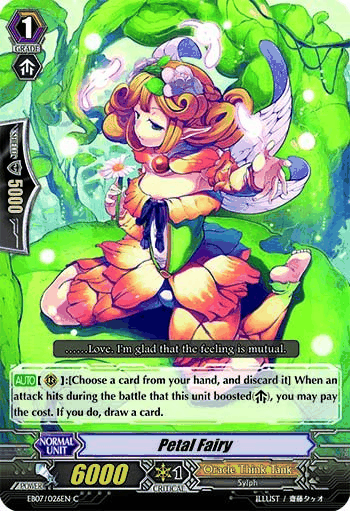 1
GRADE
SHIELD
5000
......Love. I'm glad that the feeling is mutual.
AUTO [ ]:[Choose a card from your hand, and discard it] When an
attack hits during the battle that this unit boosted( ), you may pay
the cost. If you do, draw a card.
NORMAL
UNIT
Petal Fairy
POWER
6000
1
CRITICAL
Oracle Think Tank
Sylph
EB07/026EN C
ILLUST / 齋藤タヶオ